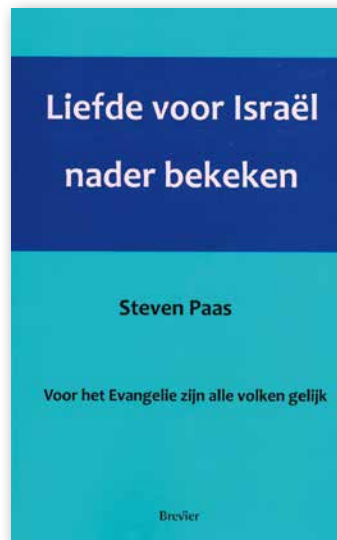 Liefde voor Israël
nader bekeken
Steven Paas
Voor het Evangelie zijn alle volken gelijk
Brevier